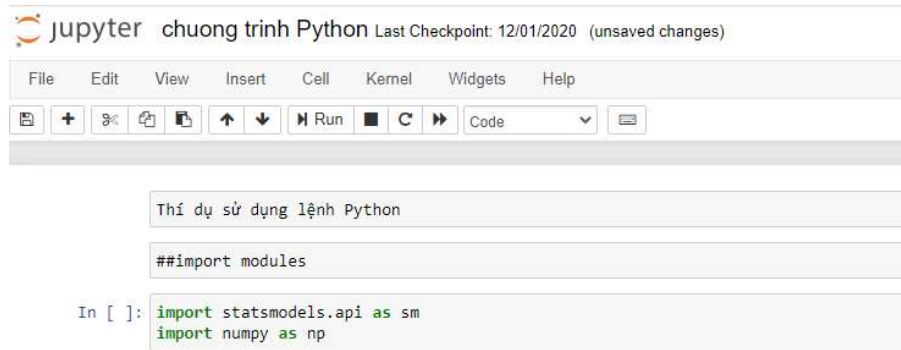 jupyter chuong trinh Python Last Checkpoint: 12/01/2020 (unsaved changes)
File Edit View Insert Cell Kernel Widgets Help
Run Code
Thí dụ sử dụng lệnh Python
##import modules
In [ ]: import statsmodels.api as sm
import numpy as np